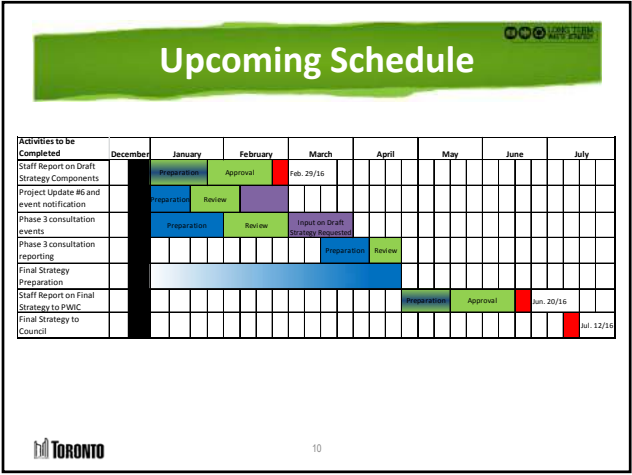 LONG TERM
WASTE STRATEGY
Upcoming Schedule
Activities to be
Completed
December January February March April May June July
Staff Report on Draft
Strategy Components
Preparation Approval Feb. 29/16
Project Update #6 and
event notification
Preparation Review
Phase 3 consultation
events
Preparation Review Input on Draft
Strategy Requested
Phase 3 consultation
reporting
Preparation Review
Final Strategy
Preparation
Staff Report on Final
Strategy to PWIC
Preparation Approval Jun. 20/16
Final Strategy to
Council
Jul. 12/16
TORONTO
10